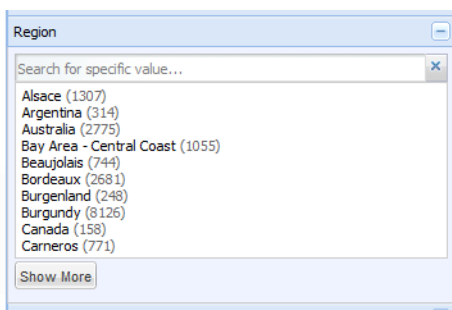 Region
Search for specific value...
Alsace (1307)
Argentina (314)
Australia (2775)
Bay Area - Central Coast (1055)
Beaujolais (744)
Bordeaux (2681)
Burgenland (248)
Burgundy (8126)
Canada (158)
Carneros (771)
Show More